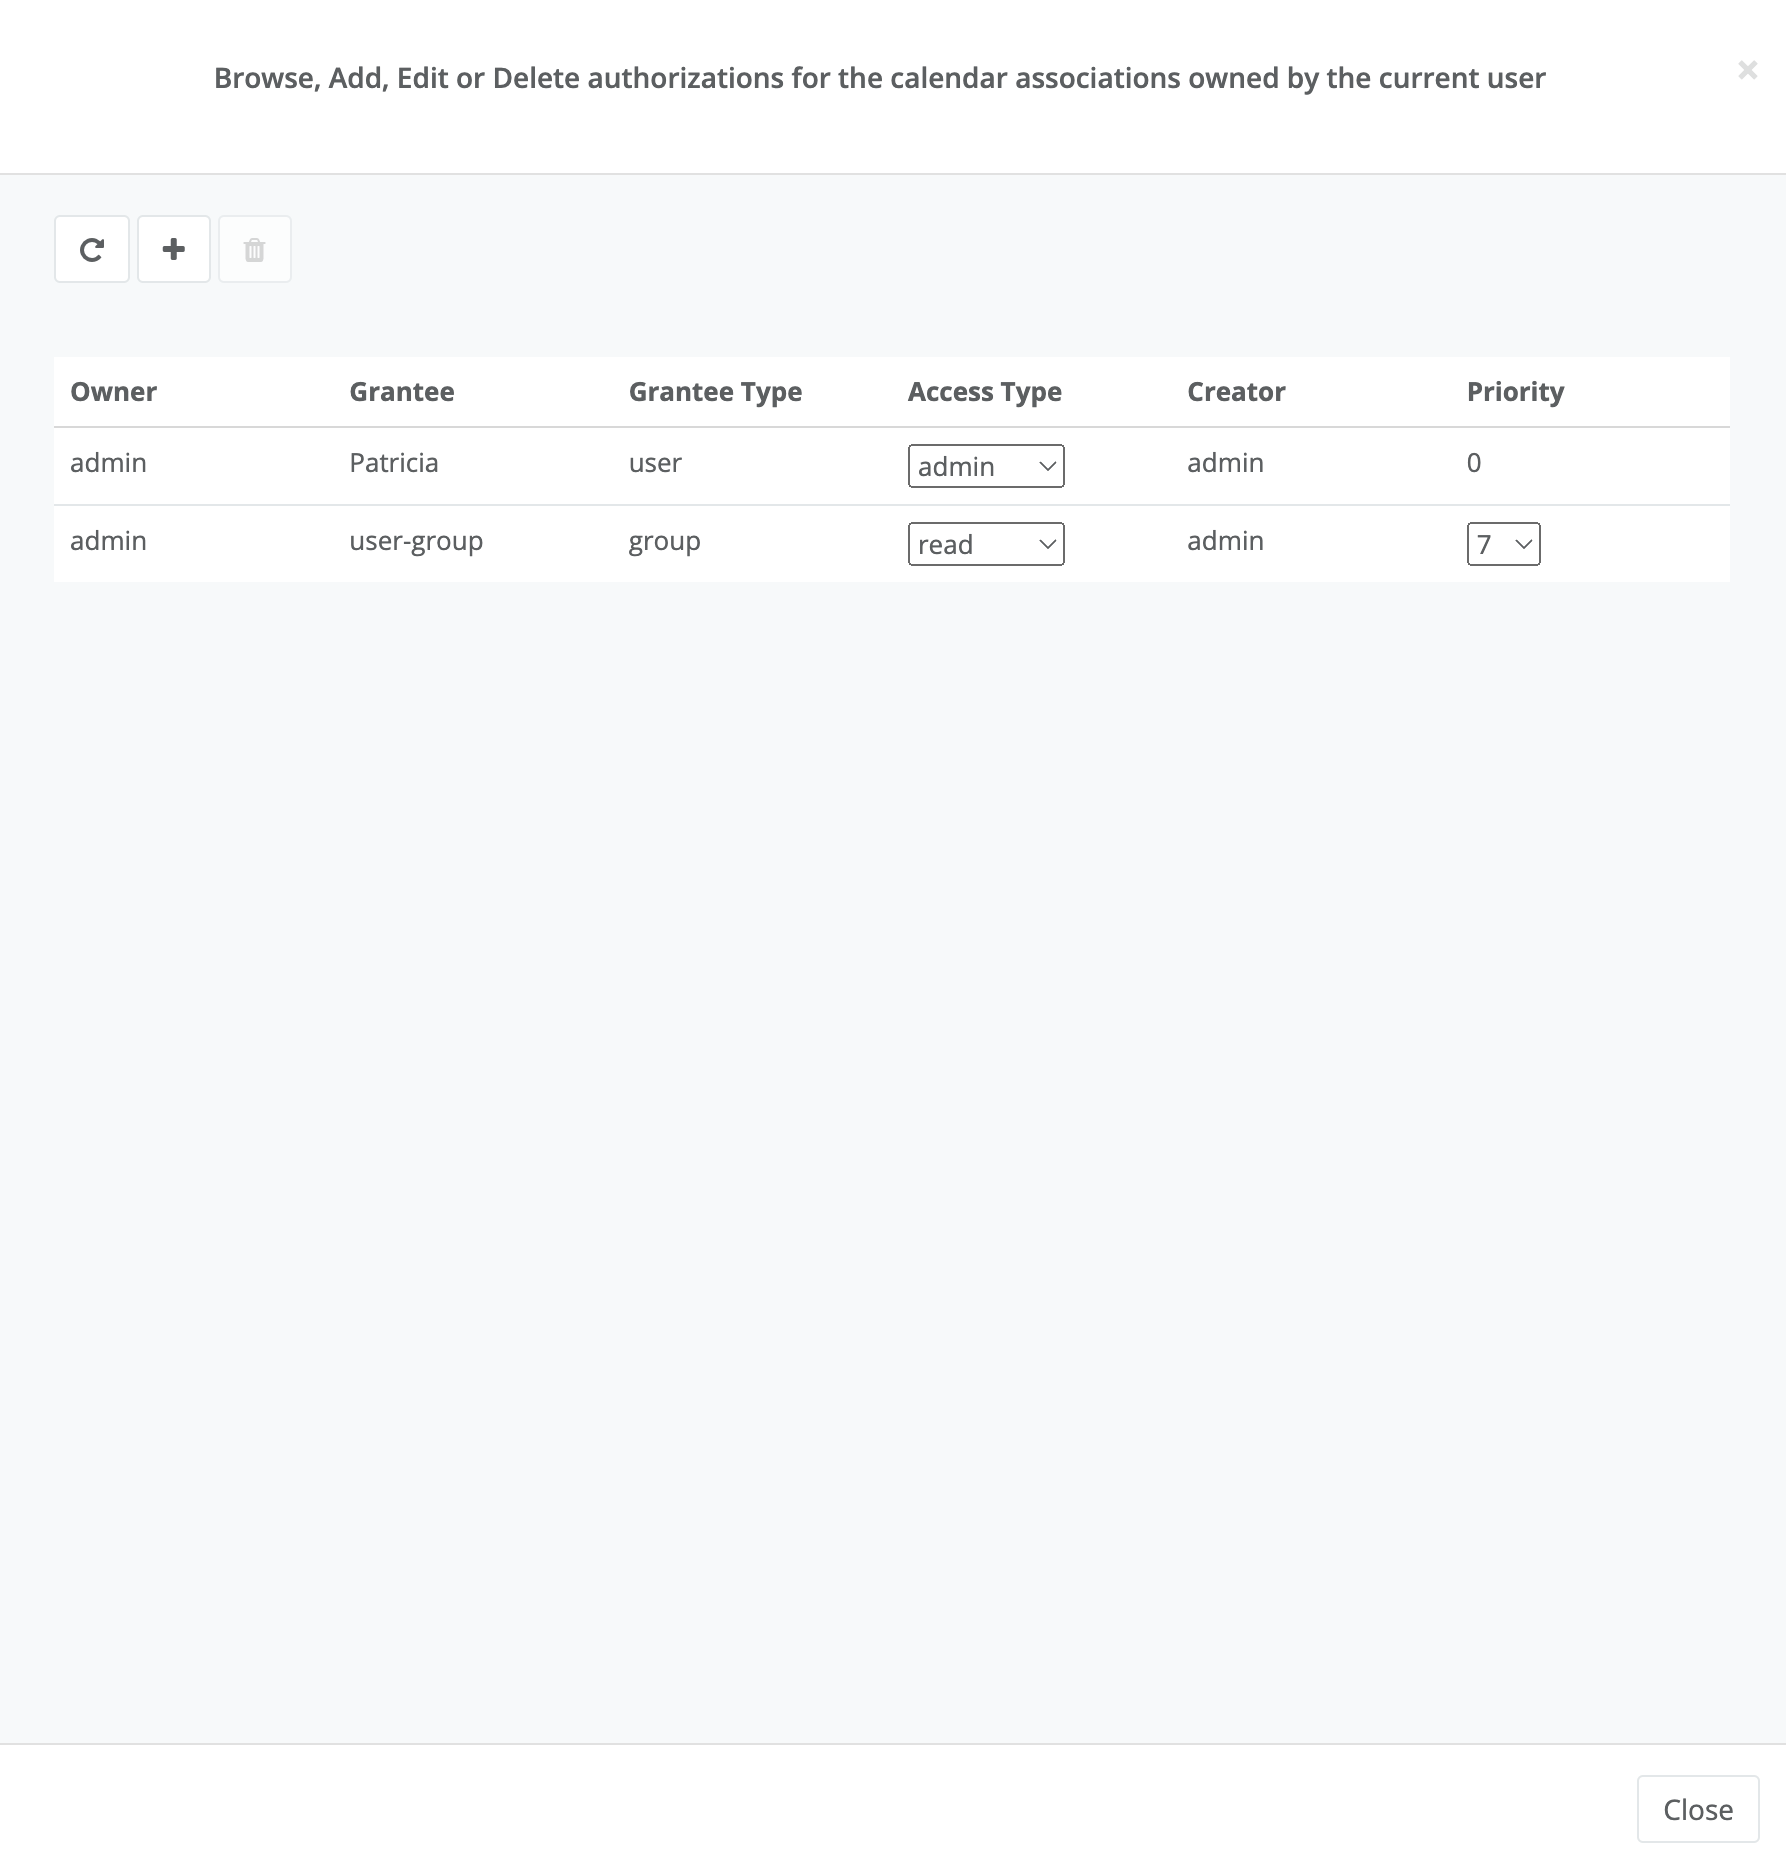 Browse, Add, Edit or Delete authorizations for the calendar associations owned by the current user
Owner Grantee Grantee Type Access Type Creator Priority
admin Patricia user admin admin 0
admin user-group group read admin 7
Close